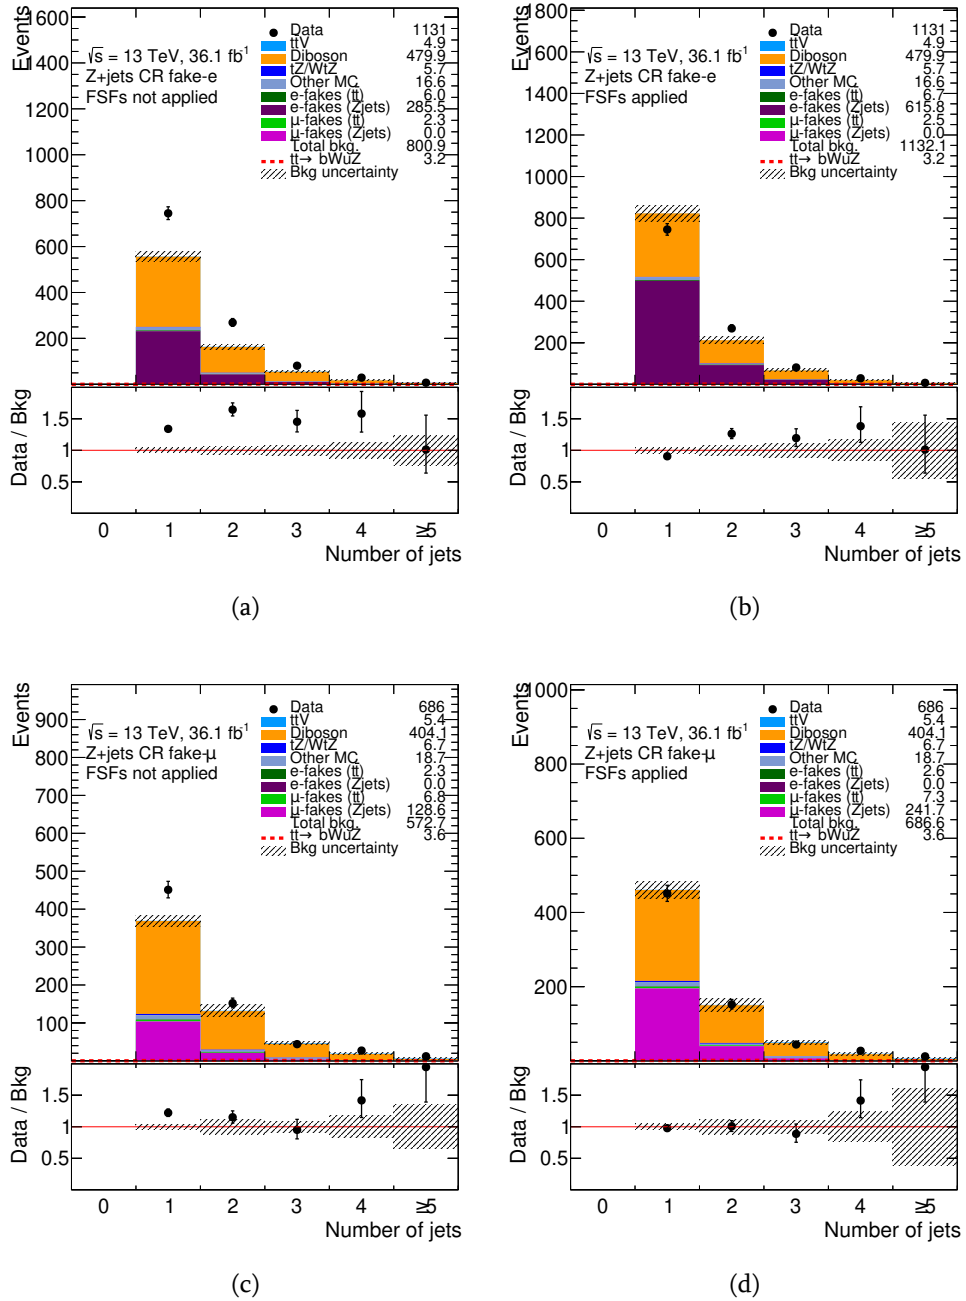 Events
1600
1400
1200
1000
800
600
400
200
√s = 13 TeV, 36.1 fb⁻¹
Z+jets CR fake-e
FSFs not applied
Data 1131
ttV 4.9
Diboson 479.9
tZ/WtZ 5.7
Other MC 16.6
e-fakes (tt̄) 6.0
e-fakes (Zjets) 285.5
μ-fakes (tt̄) 2.3
μ-fakes (Zjets) 0.0
Total bkg. 800.9
tt→ bWuZ 3.2
Bkg uncertainty
Data / Bkg
1.5
1
0.5
0 1 2 3 4 ≥5
Number of jets
(a)
Events
1800
1600
1400
1200
1000
800
600
400
200
√s = 13 TeV, 36.1 fb⁻¹
Z+jets CR fake-e
FSFs applied
Data 1131
ttV 4.9
Diboson 479.9
tZ/WtZ 5.7
Other MC 16.6
e-fakes (tt̄) 6.7
e-fakes (Zjets) 615.8
μ-fakes (tt̄) 2.5
μ-fakes (Zjets) 0.0
Total bkg. 1132.1
tt→ bWuZ 3.2
Bkg uncertainty
Data / Bkg
1.5
1
0.5
0 1 2 3 4 ≥5
Number of jets
(b)
Events
900
800
700
600
500
400
300
200
100
√s = 13 TeV, 36.1 fb⁻¹
Z+jets CR fake-μ
FSFs not applied
Data 686
ttV 5.4
Diboson 404.1
tZ/WtZ 6.7
Other MC 18.7
e-fakes (tt̄) 2.3
e-fakes (Zjets) 0.0
μ-fakes (tt̄) 6.8
μ-fakes (Zjets) 128.6
Total bkg. 572.7
tt→ bWuZ 3.6
Bkg uncertainty
Data / Bkg
1.5
1
0.5
0 1 2 3 4 ≥5
Number of jets
(c)
Events
1000
800
600
400
200
√s = 13 TeV, 36.1 fb⁻¹
Z+jets CR fake-μ
FSFs applied
Data 686
ttV 5.4
Diboson 404.1
tZ/WtZ 6.7
Other MC 18.7
e-fakes (tt̄) 2.6
e-fakes (Zjets) 0.0
μ-fakes (tt̄) 7.3
μ-fakes (Zjets) 241.7
Total bkg. 686.6
tt→ bWuZ 3.6
Bkg uncertainty
Data / Bkg
1.5
1
0.5
0 1 2 3 4 ≥5
Number of jets
(d)